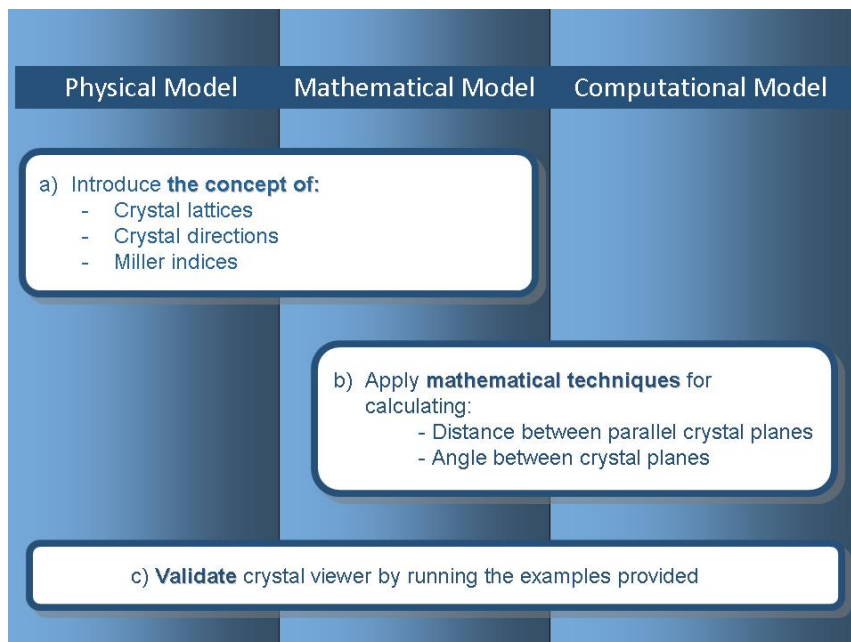 Physical Model
Mathematical Model
Computational Model
a) Introduce the concept of:
- Crystal lattices
- Crystal directions
- Miller indices
b) Apply mathematical techniques for
calculating:
- Distance between parallel crystal planes
- Angle between crystal planes
c) Validate crystal viewer by running the examples provided